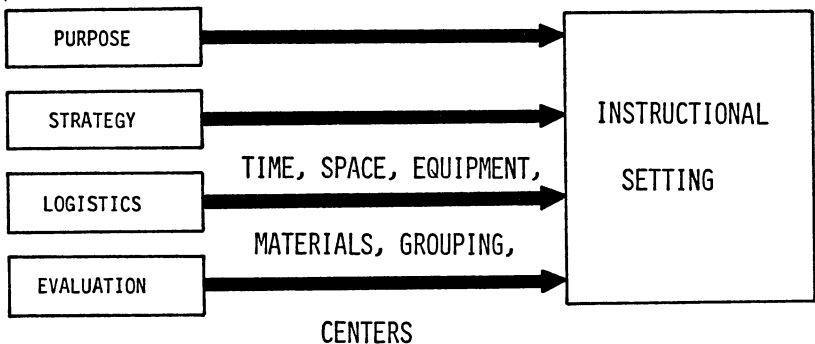 PURPOSE
STRATEGY
LOGISTICS
EVALUATION
TIME, SPACE, EQUIPMENT,
MATERIALS, GROUPING,
CENTERS
INSTRUCTIONAL
SETTING